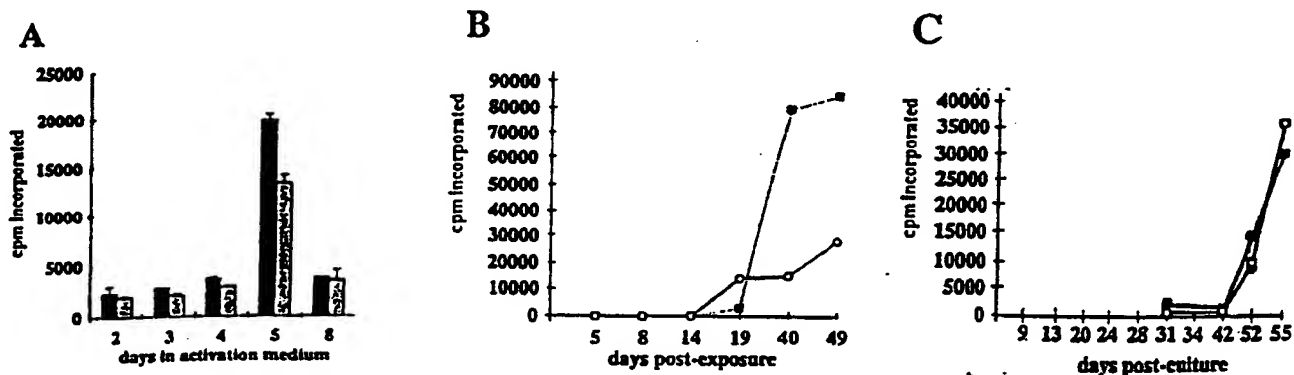 A
25000
20000
15000
10000
5000
0
cpm incorporated
2 3 4 5 8
days in activation medium
B
90000
80000
70000
60000
50000
40000
30000
20000
10000
0
cpm incorporated
5 8 14 19 40 49
days post-exposure
C
40000
35000
30000
25000
20000
15000
10000
5000
0
cpm incorporated
9 13 20 24 28 31 34 42 52 55
days post-culture